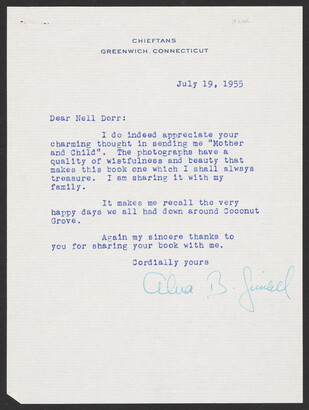 CHIEFTANS
GREENWICH, CONNECTICUT
July 19, 1955
Dear Nell Dorr:
I do indeed appreciate your
charming thought in sending me "Mother
and Child". The photographs have a
quality of wistfulness and beauty that
makes this book one which I shall always
treasure. I am sharing it with my
family.
It makes me recall the very
happy days we all had down around Coconut
Grove.
Again my sincere thanks to
you for sharing your book with me.
Cordially yours
Alva B. Gimbel